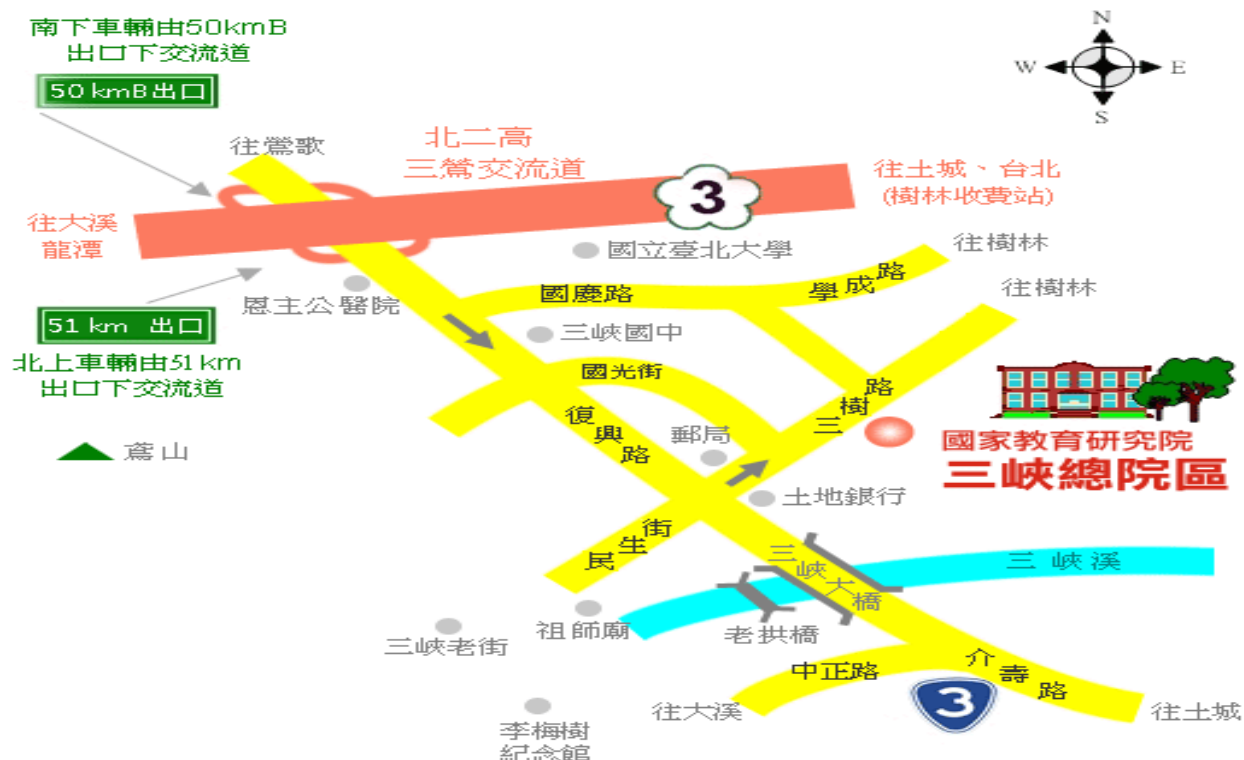 南下車輛由50kmB
出口下交流道
50 kmB出口
N
W
E
S
往鶯歌
北二高
三鶯交流道
3
往土城、台北
(樹林收費站)
往大溪
龍潭
國立臺北大學
往樹林
往樹林
恩主公醫院
國慶路
學成路
51 km 出口
北上車輛由51km
出口下交流道
三峽國中
國光街
復興路
三樹路
郵局
鳶山
國家教育研究院
三峽總院區
土地銀行
民生街
三峽大橋
三峽溪
祖師廟
老拱橋
三峽老街
中正路
介壽路
3
往大溪
往土城
李梅樹
紀念館